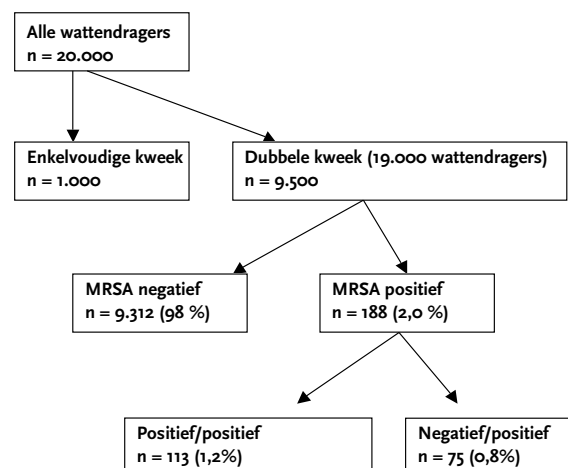 Alle wattendragers
n = 20.000
Enkelvoudige kweek
n = 1.000
Dubbele kweek (19.000 wattendragers)
n = 9.500
MRSA negatief
n = 9.312 (98 %)
MRSA positief
n = 188 (2,0 %)
Positief/positief
n = 113 (1,2%)
Negatief/positief
n = 75 (0,8%)